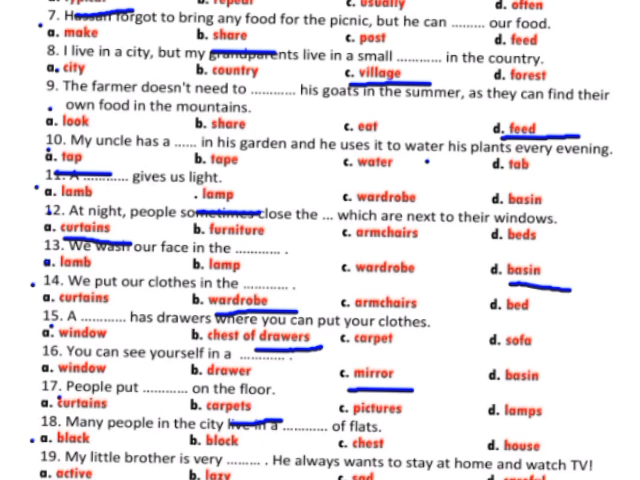 c. usually d. often
7. Hassan forgot to bring any food for the picnic, but he can ......... our food.
a. make b. share c. post d. feed
8. I live in a city, but my grandparents live in a small ............ in the country.
a. city b. country c. village d. forest
9. The farmer doesn't need to ............ his goats in the summer, as they can find their
own food in the mountains.
a. look b. share c. eat d. feed
10. My uncle has a ...... in his garden and he uses it to water his plants every evening.
a. tap b. tape c. water d. tab
11. A ............ gives us light.
a. lamb . lamp c. wardrobe d. basin
12. At night, people sometimes close the ... which are next to their windows.
a. curtains b. furniture c. armchairs d. beds
13. We wash our face in the ............ .
a. lamb b. lamp c. wardrobe d. basin
14. We put our clothes in the ............ .
a. curtains b. wardrobe c. armchairs d. bed
15. A ............ has drawers where you can put your clothes.
a. window b. chest of drawers c. carpet d. sofa
16. You can see yourself in a ............ .
a. window b. drawer c. mirror d. basin
17. People put ............ on the floor.
a. curtains b. carpets c. pictures d. lamps
18. Many people in the city live in a ............ of flats.
a. black b. block c. chest d. house
19. My little brother is very ......... . He always wants to stay at home and watch TV!
a. active b. lazy c. sad d. careful